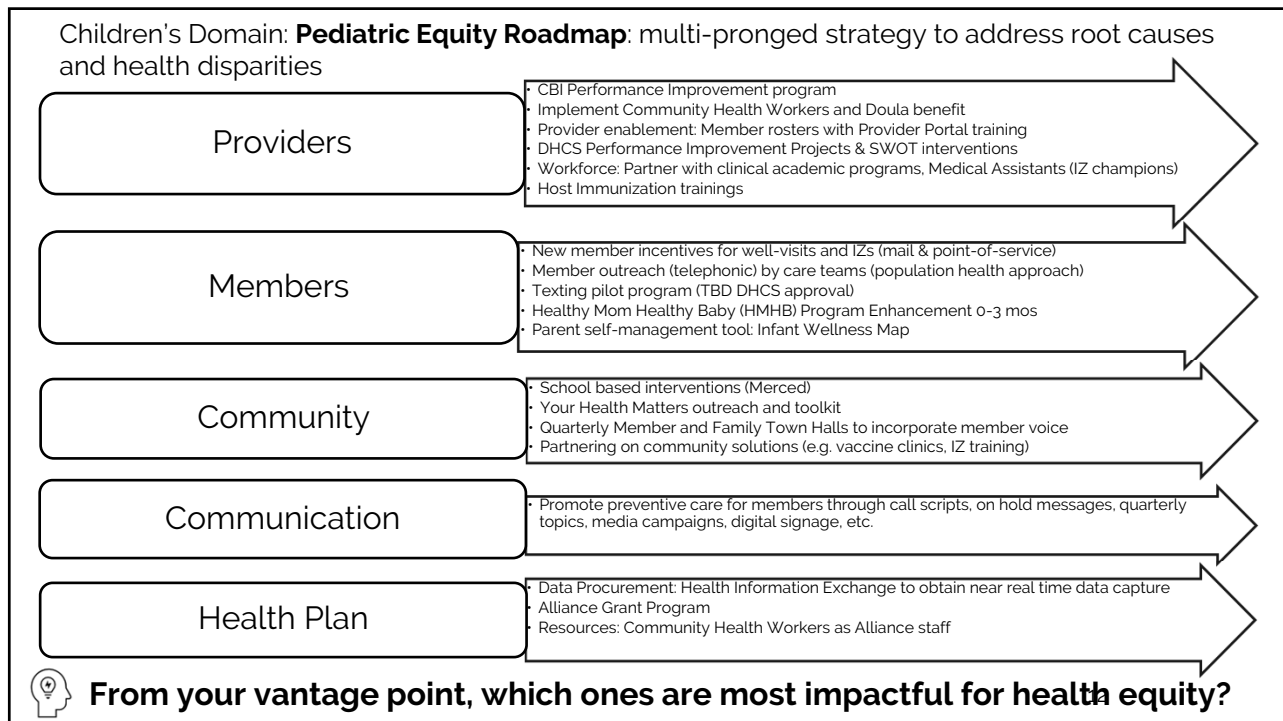 Children's Domain: Pediatric Equity Roadmap: multi-pronged strategy to address root causes
and health disparities
Providers
• CBI Performance Improvement program
• Implement Community Health Workers and Doula benefit
• Provider enablement: Member rosters with Provider Portal training
• DHCS Performance Improvement Projects & SWOT interventions
• Workforce: Partner with clinical academic programs, Medical Assistants (IZ champions)
• Host Immunization trainings
Members
• New member incentives for well-visits and IZs (mail & point-of-service)
• Member outreach (telephonic) by care teams (population health approach)
• Texting pilot program (TBD DHCS approval)
• Healthy Mom Healthy Baby (HMHB) Program Enhancement 0-3 mos
• Parent self-management tool: Infant Wellness Map
Community
• School based interventions (Merced)
• Your Health Matters outreach and toolkit
• Quarterly Member and Family Town Halls to incorporate member voice
• Partnering on community solutions (e.g. vaccine clinics, IZ training)
Communication
• Promote preventive care for members through call scripts, on hold messages, quarterly
topics, media campaigns, digital signage, etc.
Health Plan
• Data Procurement: Health Information Exchange to obtain near real time data capture
• Alliance Grant Program
• Resources: Community Health Workers as Alliance staff
From your vantage point, which ones are most impactful for health equity?
12